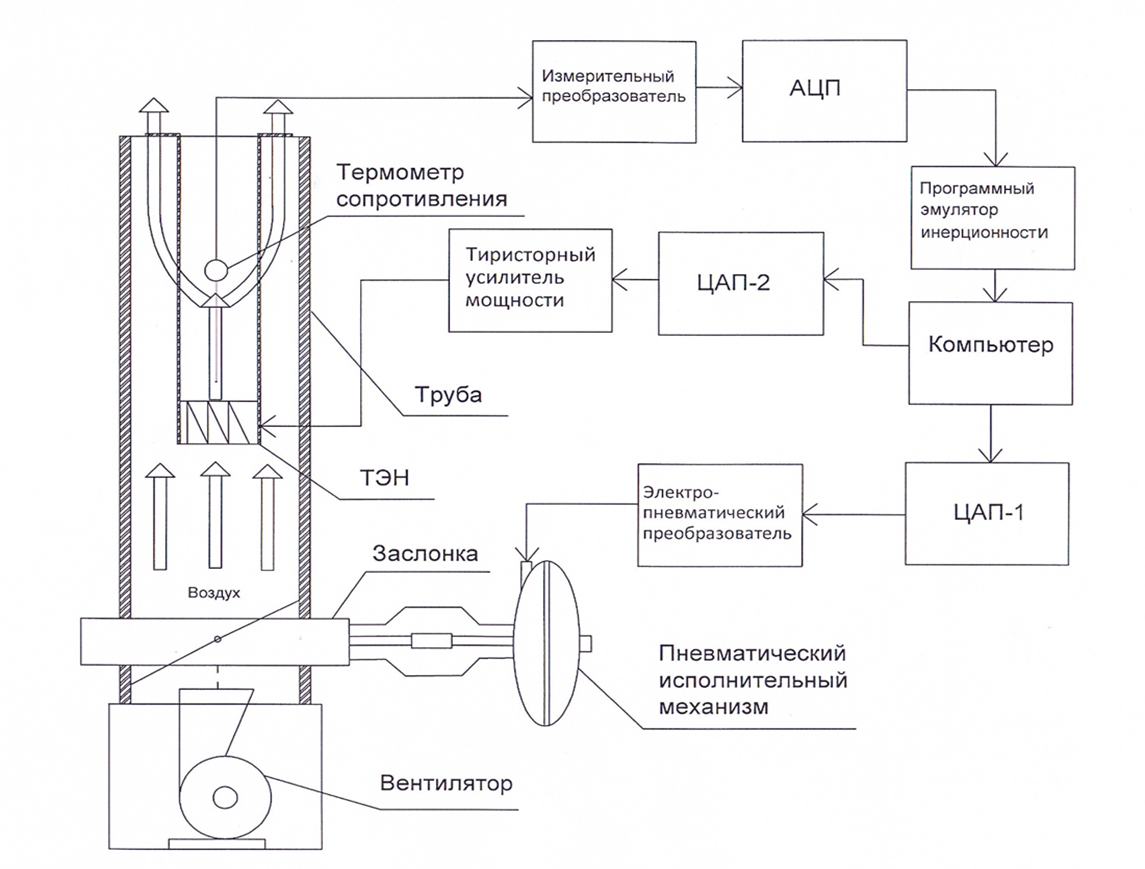 Измерительный
преобразователь
АЦП
Термометр
сопротивления
Программный
эмулятор
инерционности
Тиристорный
усилитель
мощности
ЦАП-2
Компьютер
Труба
ТЭН
Электро-
пневматический
преобразователь
ЦАП-1
Заслонка
Воздух
Пневматический
исполнительный
механизм
Вентилятор